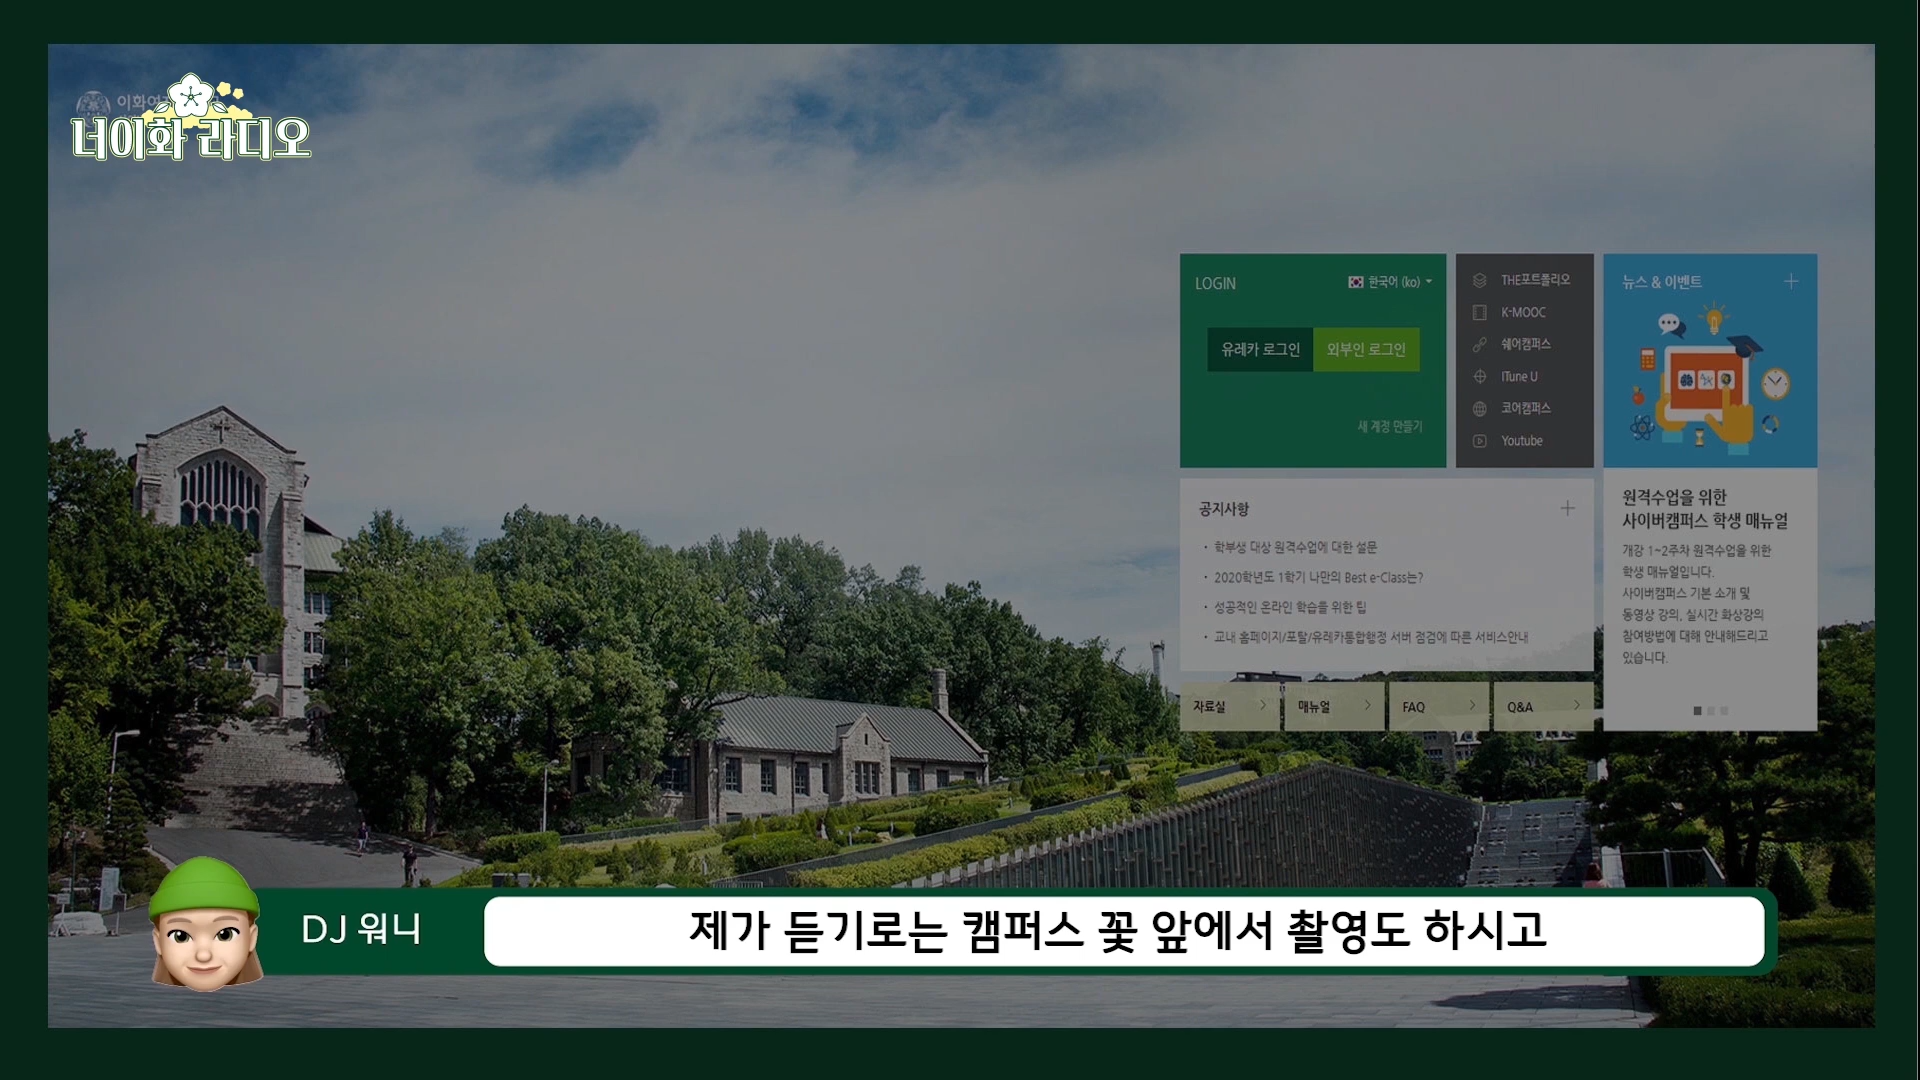 이화여
너이화 라디오
LOGIN
한국어 (ko)
유레카 로그인
외부인 로그인
새 계정 만들기
THE포트폴리오
K-MOOC
쉐어캠퍼스
ITune U
코어캠퍼스
Youtube
뉴스 & 이벤트
원격수업을 위한
사이버캠퍼스 학생 매뉴얼
개강 1~2주차 원격수업을 위한
학생 매뉴얼입니다.
사이버캠퍼스 기본 소개 및
동영상 강의, 실시간 화상강의
참여방법에 대해 안내해드리고
있습니다.
공지사항
· 학부생 대상 원격수업에 대한 설문
· 2020학년도 1학기 나만의 Best e-Class는?
· 성공적인 온라인 학습을 위한 팁
· 교내 홈페이지/포탈/유레카통합행정 서버 점검에 따른 서비스안내
자료실
매뉴얼
FAQ
Q&A
DJ 워니
제가 듣기로는 캠퍼스 꽃 앞에서 촬영도 하시고